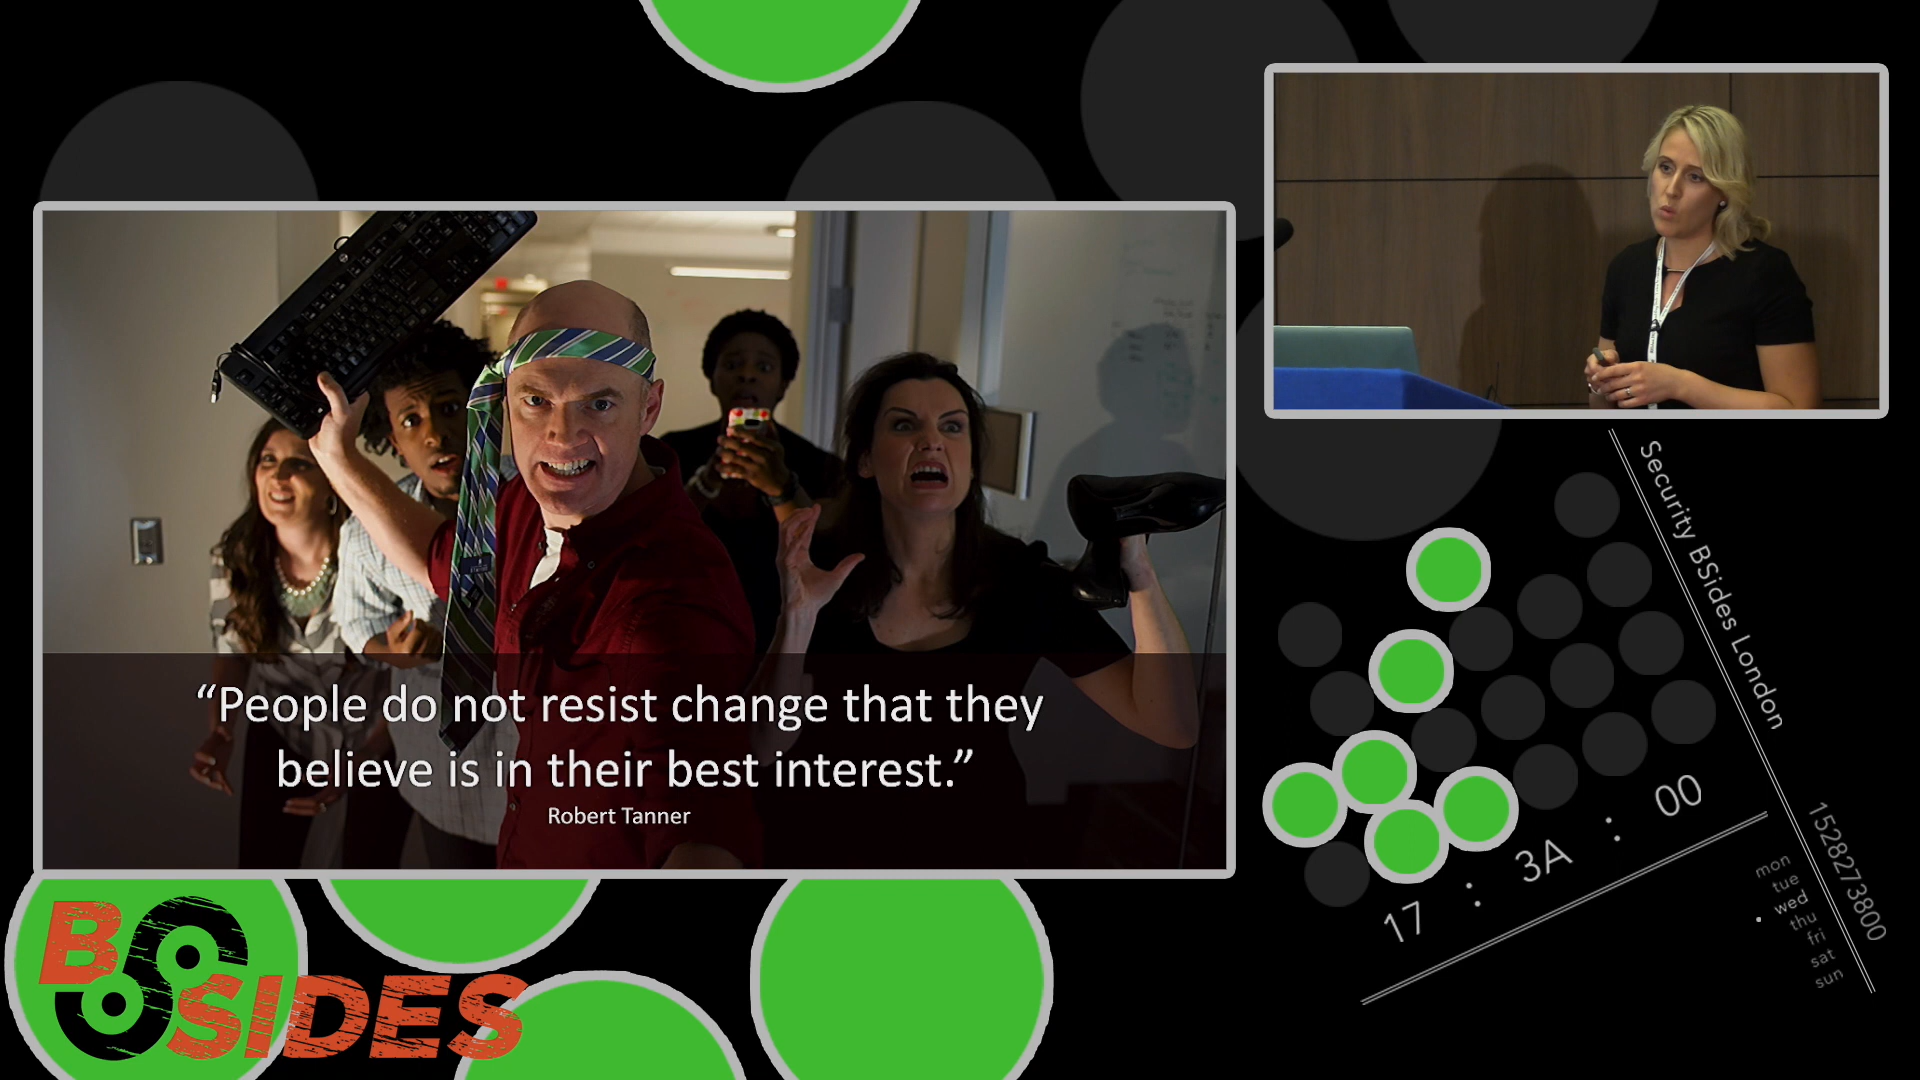 “People do not resist change that they
believe is in their best interest.”
Robert Tanner
Security BSides London
17 : 3A : 00
1528273800
mon
tue
wed
thu
fri
sat
sun
BSIDES